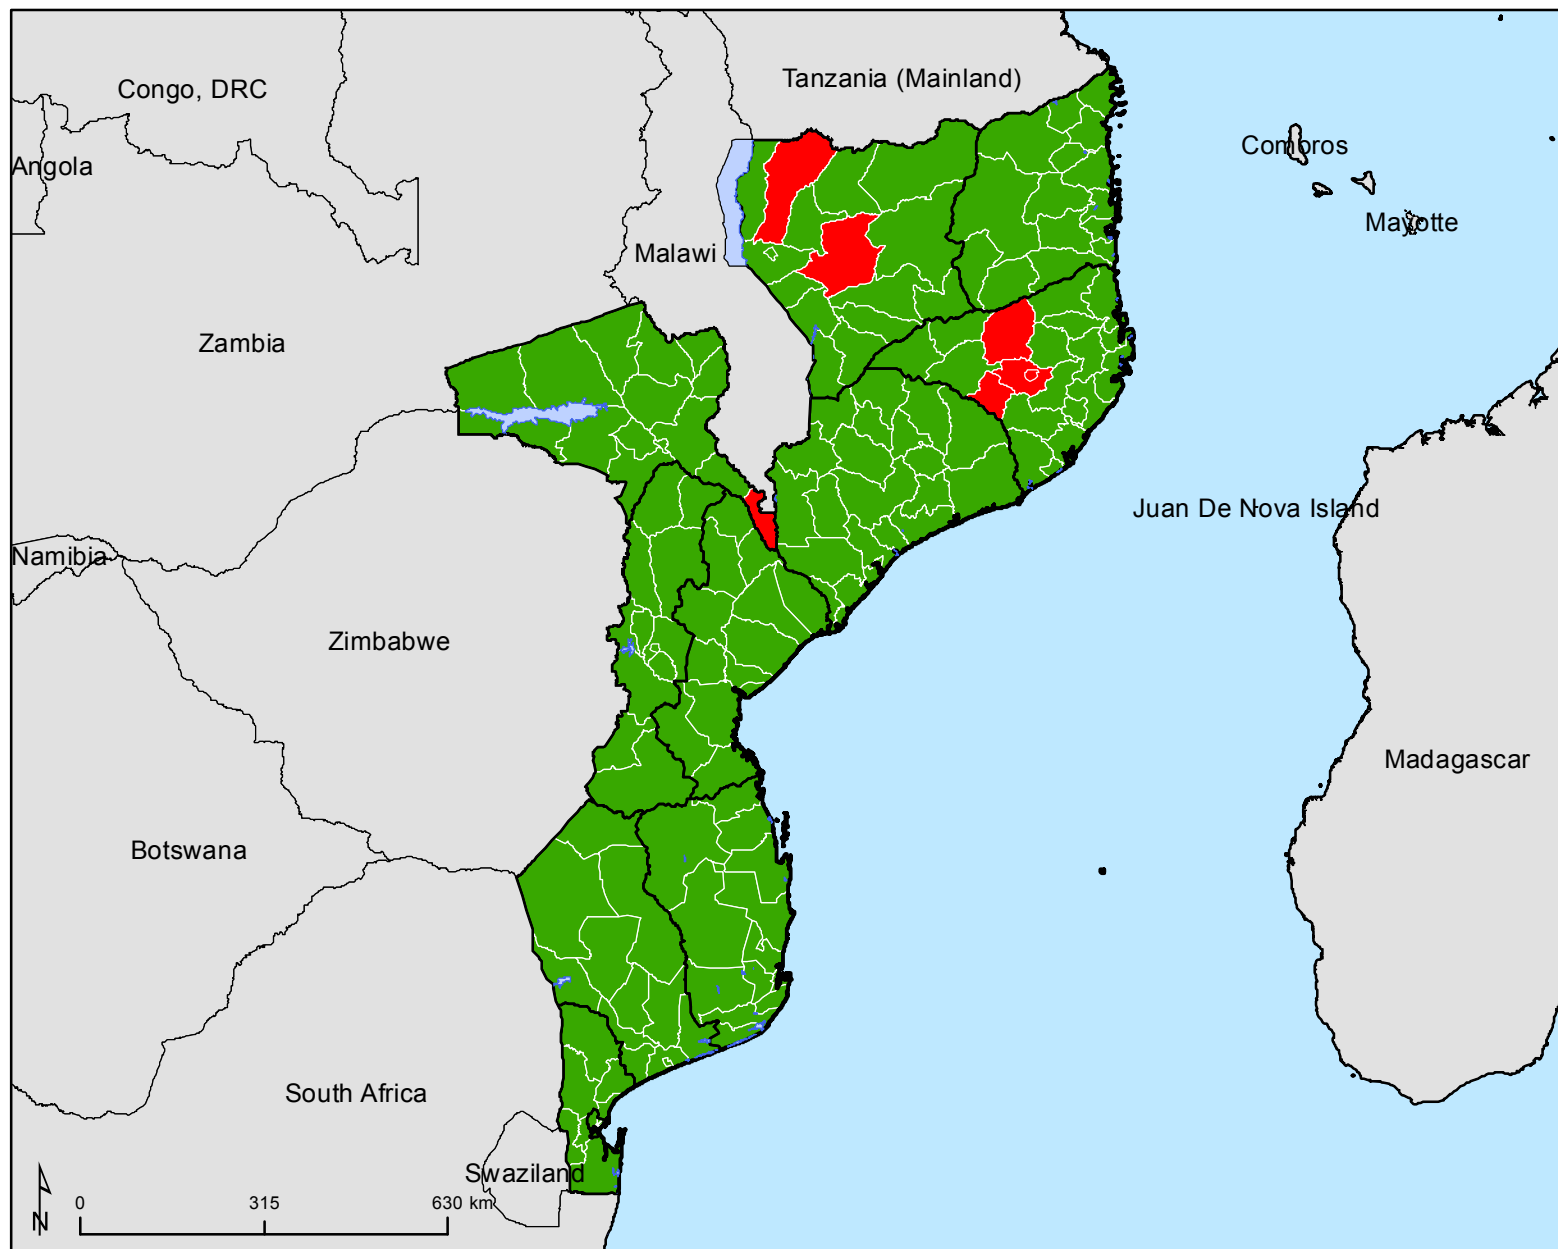 Tanzania (Mainland)
Congo, DRC
Comoros
Angola
Mayotte
Malawi
Zambia
Juan De Nova Island
Namibia
Zimbabwe
Madagascar
Botswana
South Africa
Swaziland
0 315 630 km
N